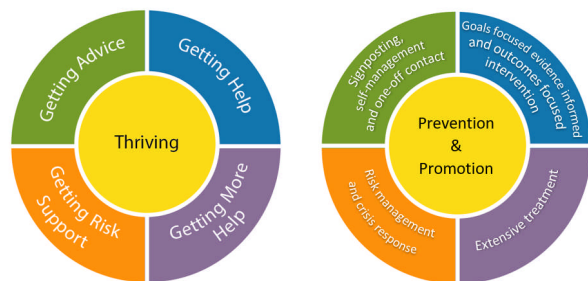 Getting Advice
Getting Help
Thriving
Getting Risk
Support
Getting More
Help
Signposting,
self-management
and one-off contact
Goals focused evidence informed
and outcomes focused
intervention
Prevention
&
Promotion
Risk management
and crisis response
Extensive treatment